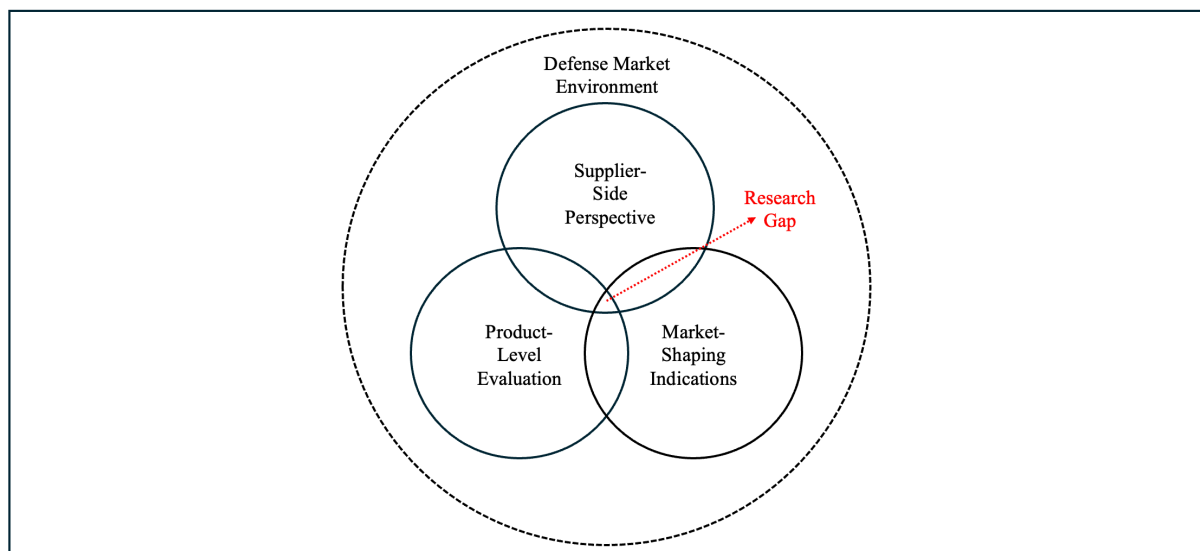 Defense Market
Environment
Supplier-
Side
Perspective
Research
Gap
Product-
Level
Evaluation
Market-
Shaping
Indications